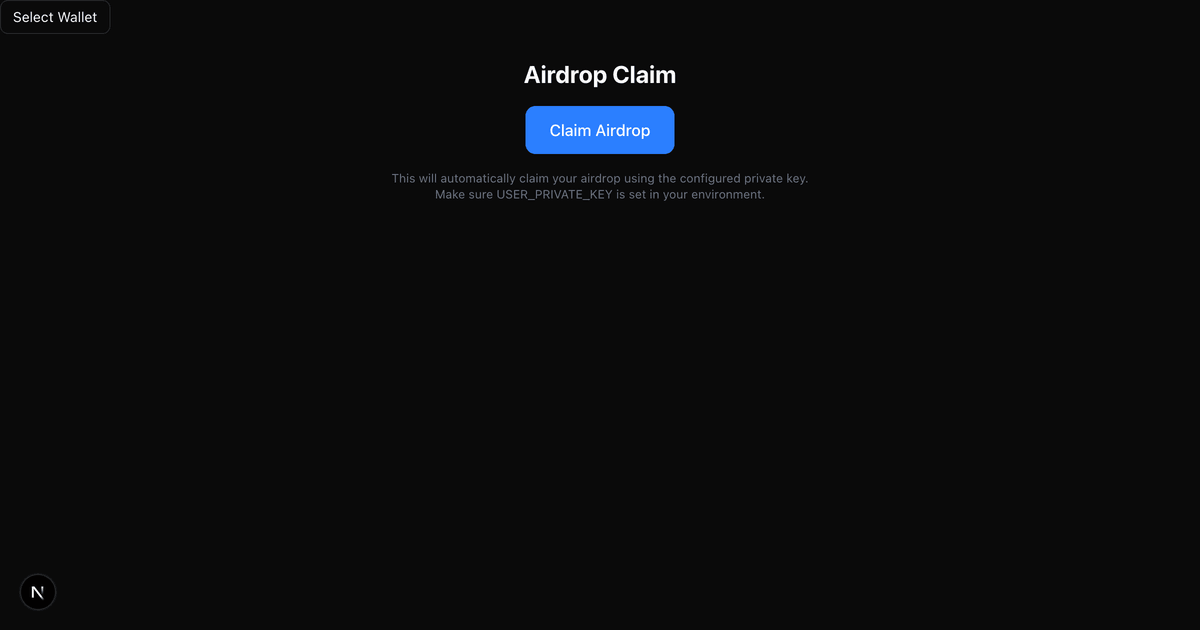 Select Wallet
Airdrop Claim
Claim Airdrop
This will automatically claim your airdrop using the configured private key.
Make sure USER_PRIVATE_KEY is set in your environment.
N